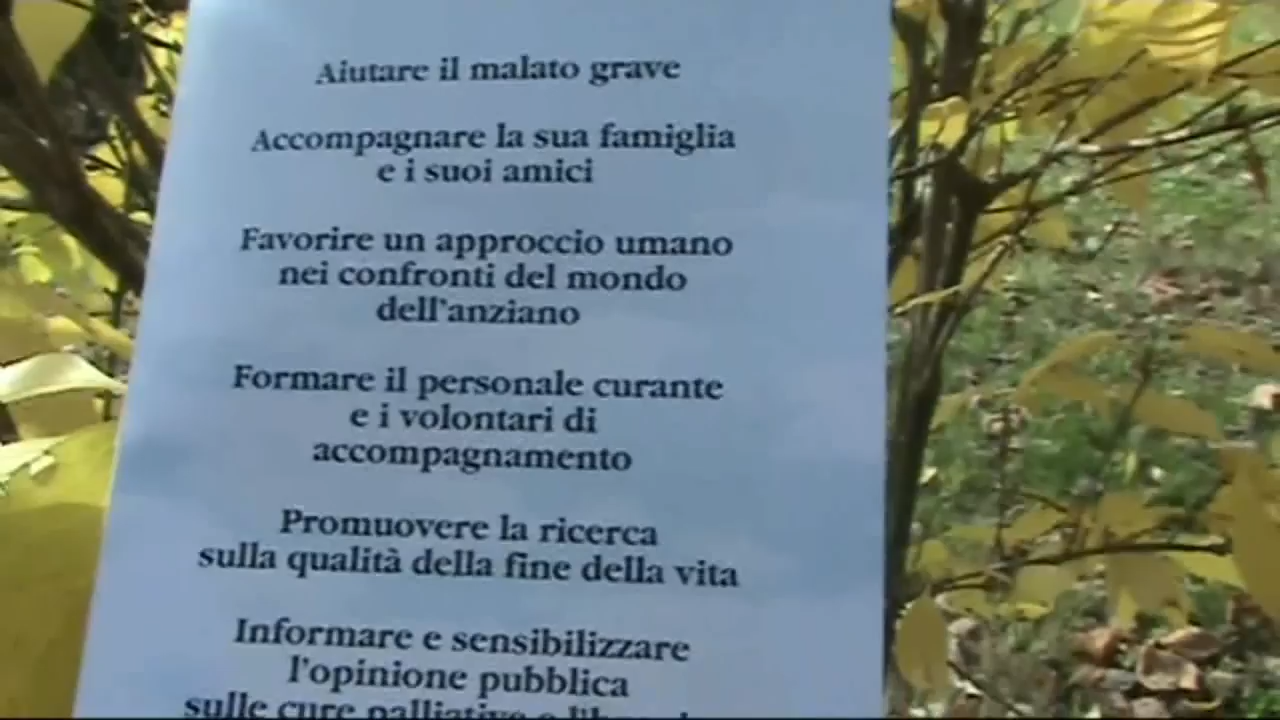 Aiutare il malato grave
Accompagnare la sua famiglia
e i suoi amici
Favorire un approccio umano
nei confronti del mondo
dell'anziano
Formare il personale curante
e i volontari di
accompagnamento
Promuovere la ricerca
sulla qualità della fine della vita
Informare e sensibilizzare
l'opinione pubblica
sulle cure palliative e